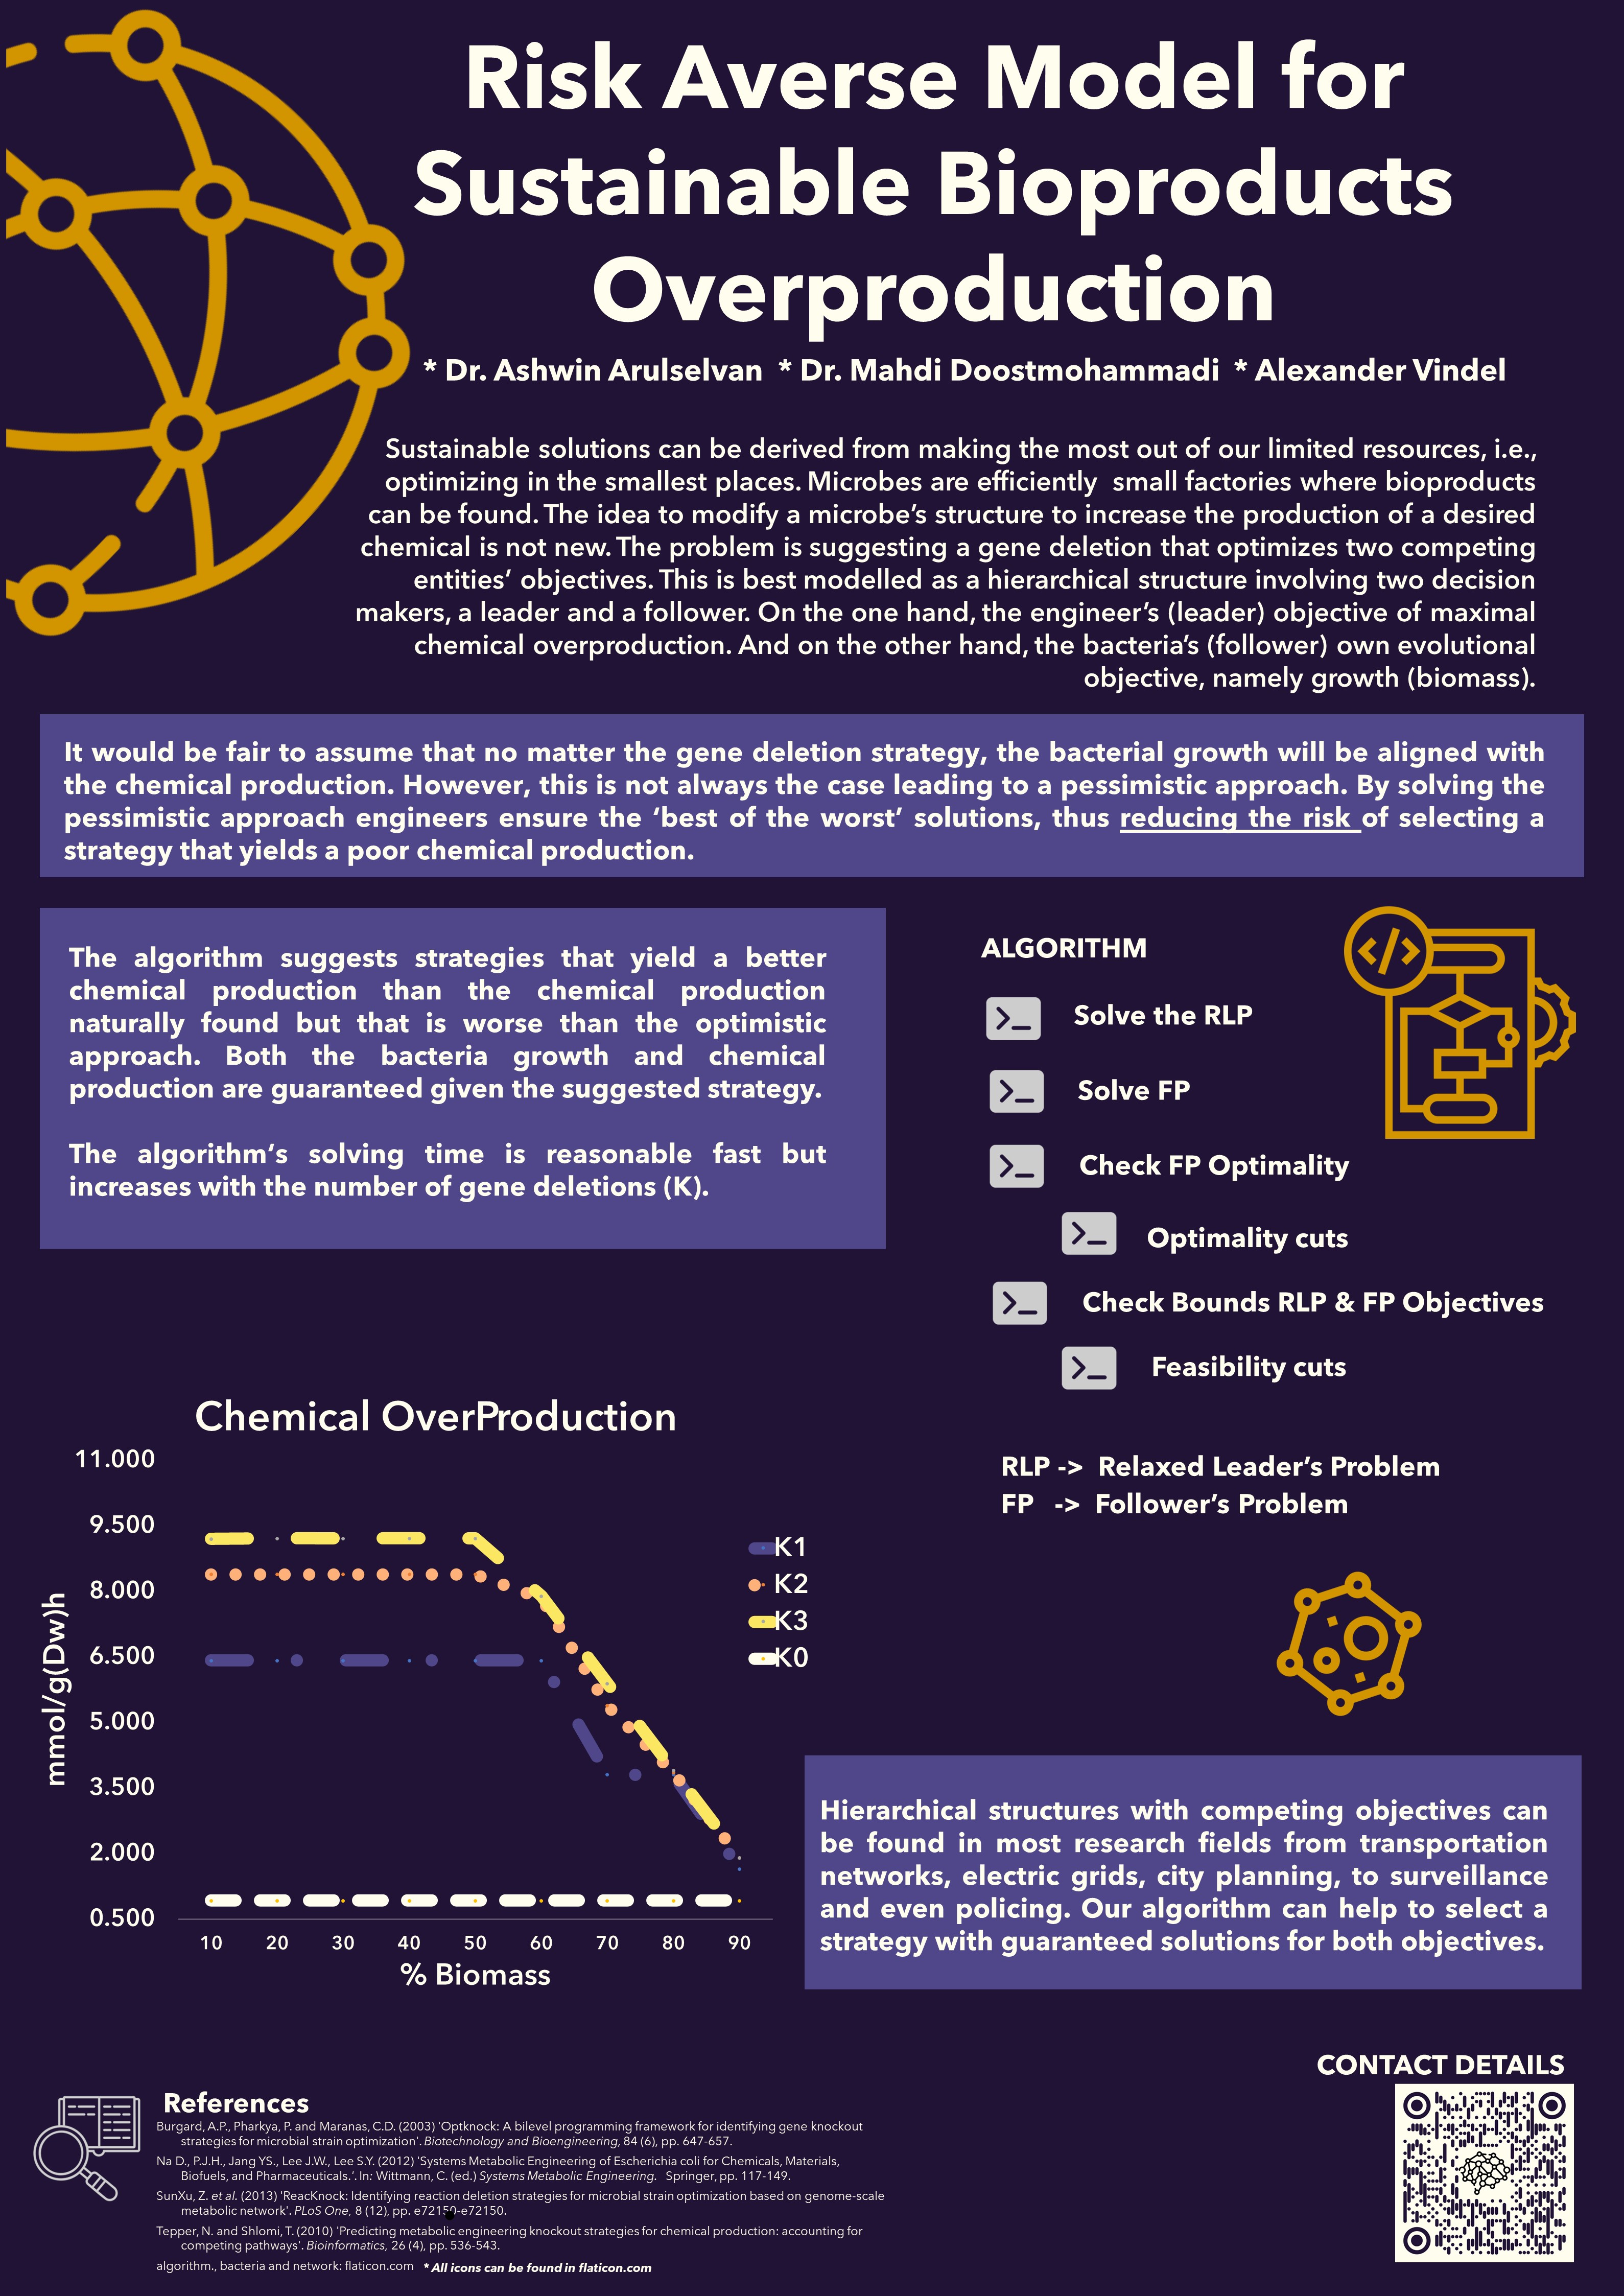 Risk Averse Model for
Sustainable Bioproducts
Overproduction
* Dr. Ashwin Arulselvan * Dr. Mahdi Doostmohammadi * Alexander Vindel
Sustainable solutions can be derived from making the most out of our limited resources, i.e.,
optimizing in the smallest places. Microbes are efficiently small factories where bioproducts
can be found. The idea to modify a microbe's structure to increase the production of a desired
chemical is not new. The problem is suggesting a gene deletion that optimizes two competing
entities' objectives. This is best modelled as a hierarchical structure involving two decision
makers, a leader and a follower. On the one hand, the engineer's (leader) objective of maximal
chemical overproduction. And on the other hand, the bacteria's (follower) own evolutional
objective, namely growth (biomass).
It would be fair to assume that no matter the gene deletion strategy, the bacterial growth will be aligned with
the chemical production. However, this is not always the case leading to a pessimistic approach. By solving the
pessimistic approach engineers ensure the 'best of the worst' solutions, thus reducing the risk of selecting a
strategy that yields a poor chemical production.
The algorithm suggests strategies that yield a better
chemical production than the chemical production
naturally found but that is worse than the optimistic
approach. Both the bacteria growth and chemical
production are guaranteed given the suggested strategy.
The algorithm's solving time is reasonable fast but
increases with the number of gene deletions (K).
ALGORITHM
Solve the RLP
Solve FP
Check FP Optimality
Optimality cuts
Check Bounds RLP & FP Objectives
Feasibility cuts
RLP -> Relaxed Leader's Problem
FP -> Follower's Problem
Chemical OverProduction
11.000
9.500
8.000
6.500
5.000
3.500
2.000
0.500
mmol/g(Dw)h
10 20 30 40 50 60 70 80 90
% Biomass
K1
K2
K3
K0
Hierarchical structures with competing objectives can
be found in most research fields from transportation
networks, electric grids, city planning, to surveillance
and even policing. Our algorithm can help to select a
strategy with guaranteed solutions for both objectives.
CONTACT DETAILS
References
Burgard, A.P., Pharkya, P. and Maranas, C.D. (2003) 'Optknock: A bilevel programming framework for identifying gene knockout
strategies for microbial strain optimization'. Biotechnology and Bioengineering, 84 (6), pp. 647-657.
Na D., P.J.H., Jang YS., Lee J.W., Lee S.Y. (2012) 'Systems Metabolic Engineering of Escherichia coli for Chemicals, Materials,
Biofuels, and Pharmaceuticals.'. In: Wittmann, C. (ed.) Systems Metabolic Engineering. Springer, pp. 117-149.
SunXu, Z. et al. (2013) 'ReacKnock: Identifying reaction deletion strategies for microbial strain optimization based on genome-scale
metabolic network'. PLoS One, 8 (12), pp. e72150-e72150.
Tepper, N. and Shlomi, T. (2010) 'Predicting metabolic engineering knockout strategies for chemical production: accounting for
competing pathways'. Bioinformatics, 26 (4), pp. 536-543.
algorithm., bacteria and network: flaticon.com * All icons can be found in flaticon.com